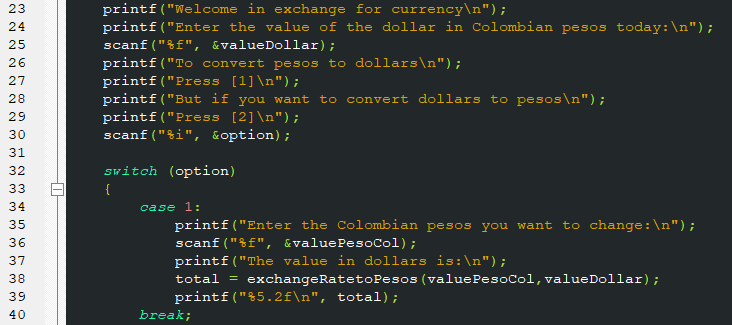 23 printf("Welcome in exchange for currency\n");
24 printf("Enter the value of the dollar in Colombian pesos today:\n");
25 scanf("%f", &valueDollar);
26 printf("To convert pesos to dollars\n");
27 printf("Press [1]\n");
28 printf("But if you want to convert dollars to pesos\n");
29 printf("Press [2]\n");
30 scanf("%i", &option);
31
32 switch (option)
33 {
34 case 1:
35 printf("Enter the Colombian pesos you want to change:\n");
36 scanf("%f", &valuePesoCol);
37 printf("The value in dollars is:\n");
38 total = exchangeRatetoPesos(valuePesoCol,valueDollar);
39 printf("%5.2f\n", total);
40 break;